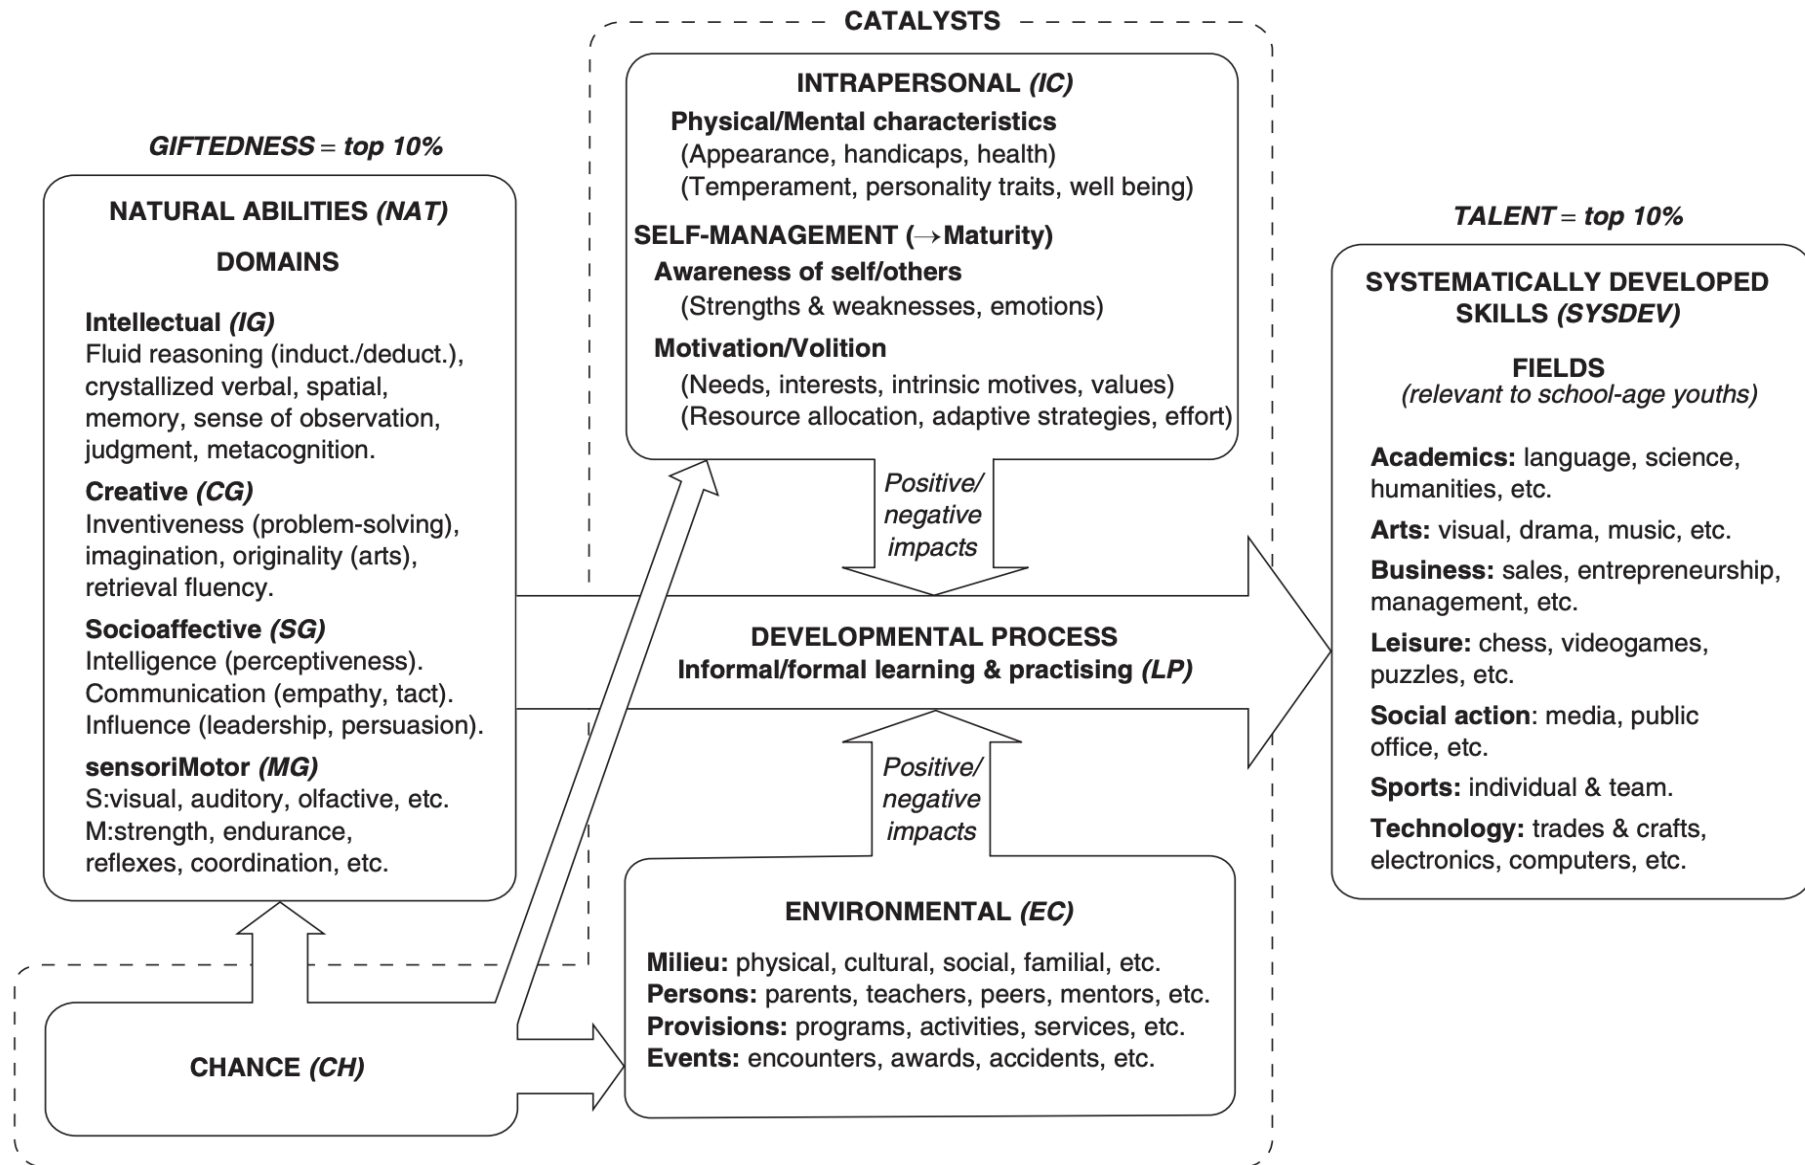 CATALYSTS
GIFTEDNESS = top 10%
NATURAL ABILITIES (NAT)
DOMAINS
Intellectual (IG)
Fluid reasoning (induct./deduct.),
crystallized verbal, spatial,
memory, sense of observation,
judgment, metacognition.
Creative (CG)
Inventiveness (problem-solving),
imagination, originality (arts),
retrieval fluency.
Socioaffective (SG)
Intelligence (perceptiveness).
Communication (empathy, tact).
Influence (leadership, persuasion).
sensoriMotor (MG)
S:visual, auditory, olfactive, etc.
M:strength, endurance,
reflexes, coordination, etc.
CHANCE (CH)
INTRAPERSONAL (IC)
Physical/Mental characteristics
(Appearance, handicaps, health)
(Temperament, personality traits, well being)
SELF-MANAGEMENT (→Maturity)
Awareness of self/others
(Strengths & weaknesses, emotions)
Motivation/Volition
(Needs, interests, intrinsic motives, values)
(Resource allocation, adaptive strategies, effort)
Positive/
negative
impacts
DEVELOPMENTAL PROCESS
Informal/formal learning & practising (LP)
Positive/
negative
impacts
ENVIRONMENTAL (EC)
Milieu: physical, cultural, social, familial, etc.
Persons: parents, teachers, peers, mentors, etc.
Provisions: programs, activities, services, etc.
Events: encounters, awards, accidents, etc.
TALENT = top 10%
SYSTEMATICALLY DEVELOPED
SKILLS (SYSDEV)
FIELDS
(relevant to school-age youths)
Academics: language, science,
humanities, etc.
Arts: visual, drama, music, etc.
Business: sales, entrepreneurship,
management, etc.
Leisure: chess, videogames,
puzzles, etc.
Social action: media, public
office, etc.
Sports: individual & team.
Technology: trades & crafts,
electronics, computers, etc.